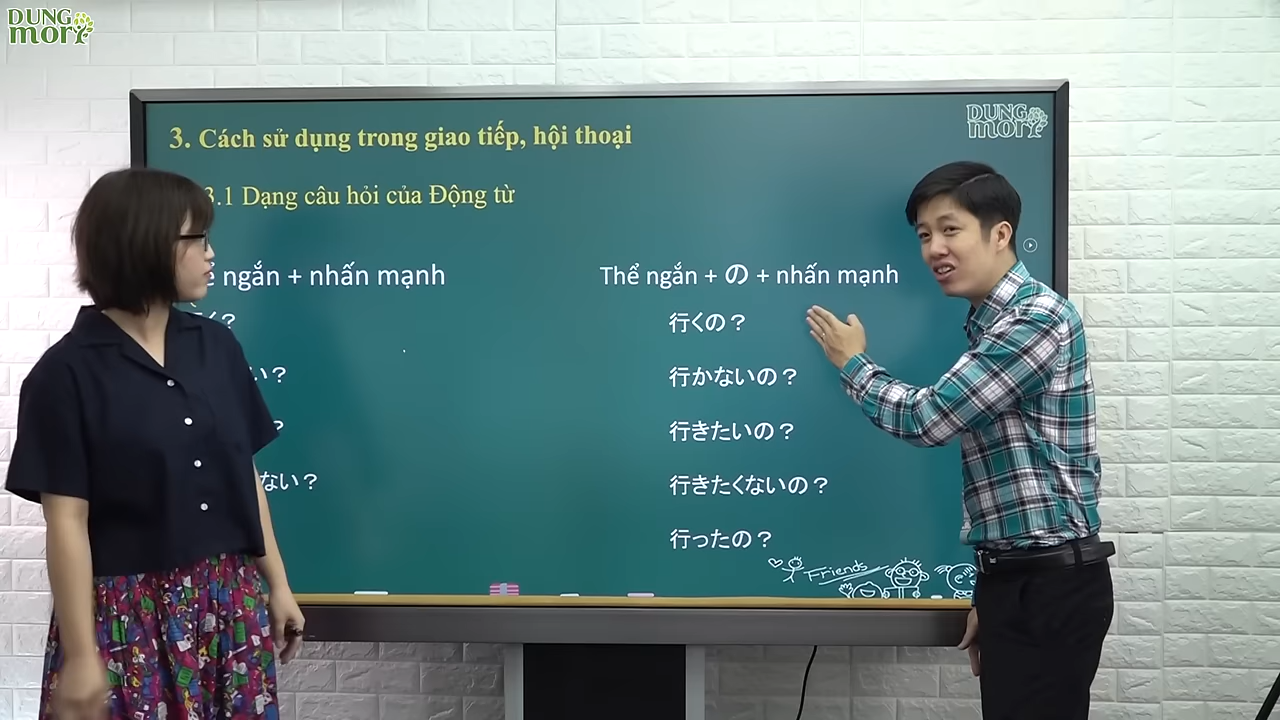 DUNG
mori
DUNG
mori
3. Cách sử dụng trong giao tiếp, hội thoại
3.1 Dạng câu hỏi của Động từ
+ nhấn mạnh
Thể ngắn + の + nhấn mạnh
く？
行くの？
い？
行かないの？
？
行きたいの？
ない？
行きたくないの？
行ったの？
Friends